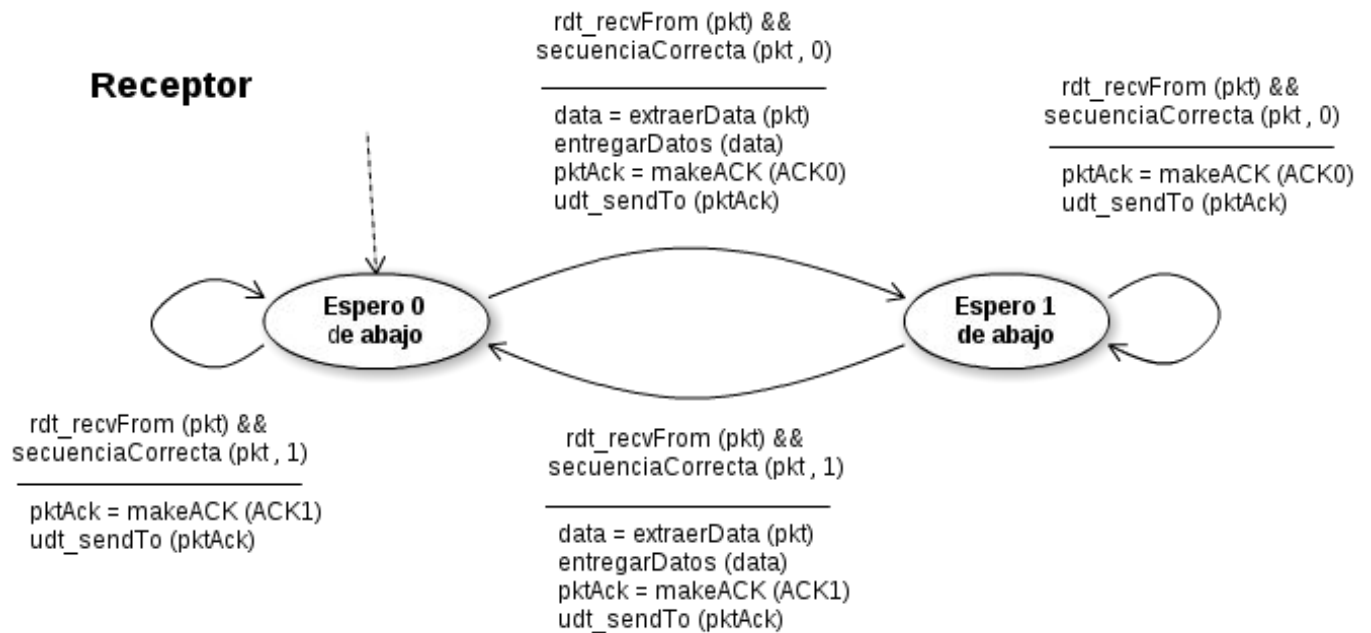 Receptor
rdt_recvFrom (pkt) &&
secuenciaCorrecta (pkt , 0)
data = extraerData (pkt)
entregarDatos (data)
pktAck = makeACK (ACK0)
udt_sendTo (pktAck)
rdt_recvFrom (pkt) &&
secuenciaCorrecta (pkt , 0)
pktAck = makeACK (ACK0)
udt_sendTo (pktAck)
Espero 0
de abajo
Espero 1
de abajo
rdt_recvFrom (pkt) &&
secuenciaCorrecta (pkt , 1)
pktAck = makeACK (ACK1)
udt_sendTo (pktAck)
rdt_recvFrom (pkt) &&
secuenciaCorrecta (pkt , 1)
data = extraerData (pkt)
entregarDatos (data)
pktAck = makeACK (ACK1)
udt_sendTo (pktAck)